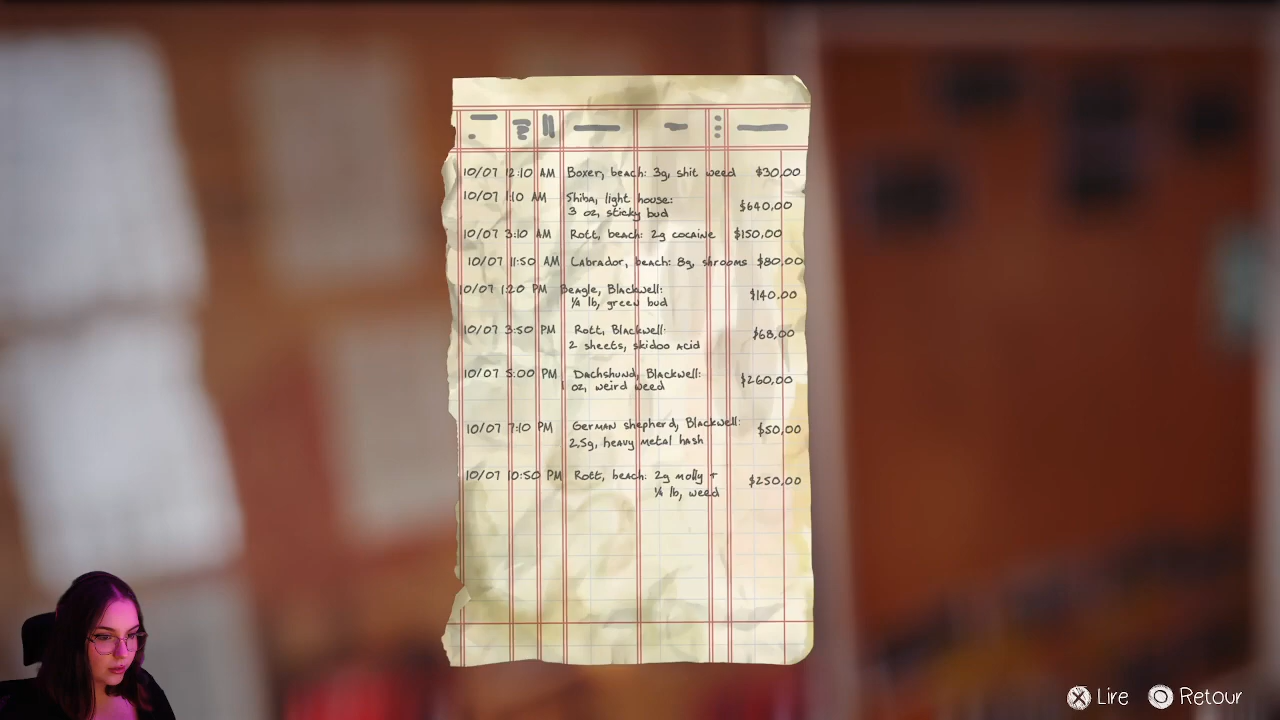 10/07 12:10 AM Boxer, beach: 3g, shit weed $30.00
10/07 1:10 AM Shiba, light house: $640.00
3 oz, sticky bud
10/07 3:10 AM Rott, beach: 2g cocaine $150.00
10/07 11:50 AM Labrador, beach: 8g, shrooms $80.00
10/07 1:20 PM Beagle, Blackwell: $140.00
1/4 lb, green bud
10/07 3:50 PM Rott, Blackwell: $68.00
2 sheets, skidoo acid
10/07 5:00 PM Dachshund, Blackwell: $260.00
1 oz, weird weed
10/07 7:10 PM German shepherd, Blackwell: $50.00
2.5g, heavy metal hash
10/07 10:50 PM Rott, beach: 2g molly + $250.00
1/4 lb, weed
Lire Retour